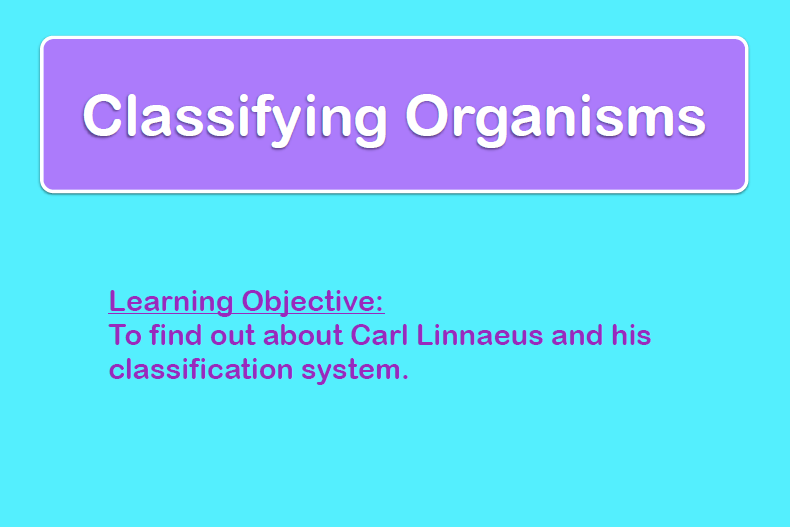 Classifying Organisms
Learning Objective:
To find out about Carl Linnaeus and his
classification system.